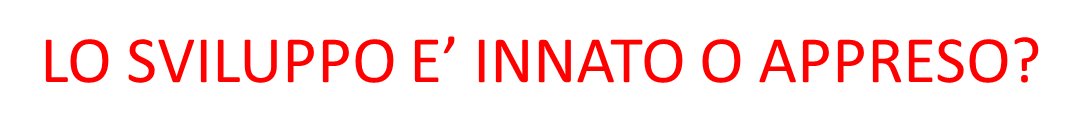 LO SVILUPPO E’ INNATO O APPRESO?